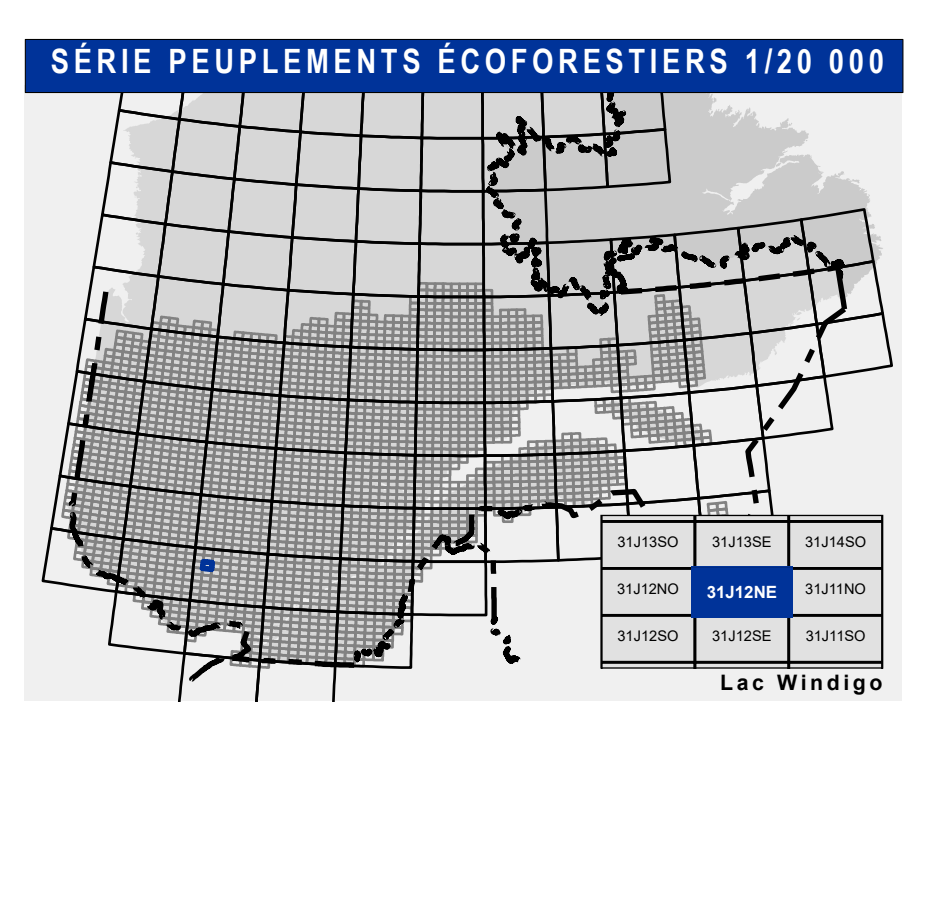 SÉRIE PEUPLEMENTS ÉCOFORESTIERS 1/20 000
31J13SO 31J13SE 31J14SO
31J12NO 31J12NE 31J11NO
31J12SO 31J12SE 31J11SO
Lac Windigo